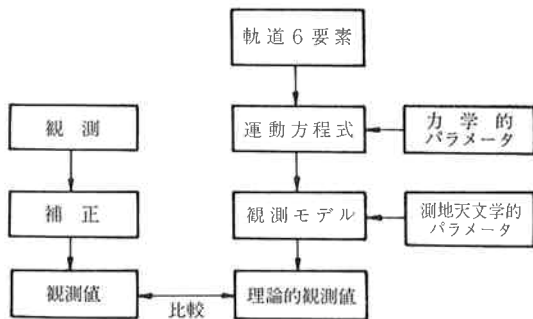 軌道6要素
観測
運動方程式
力学的
パラメータ
補正
観測モデル
測地天文学的
パラメータ
観測値
比較
理論的観測値